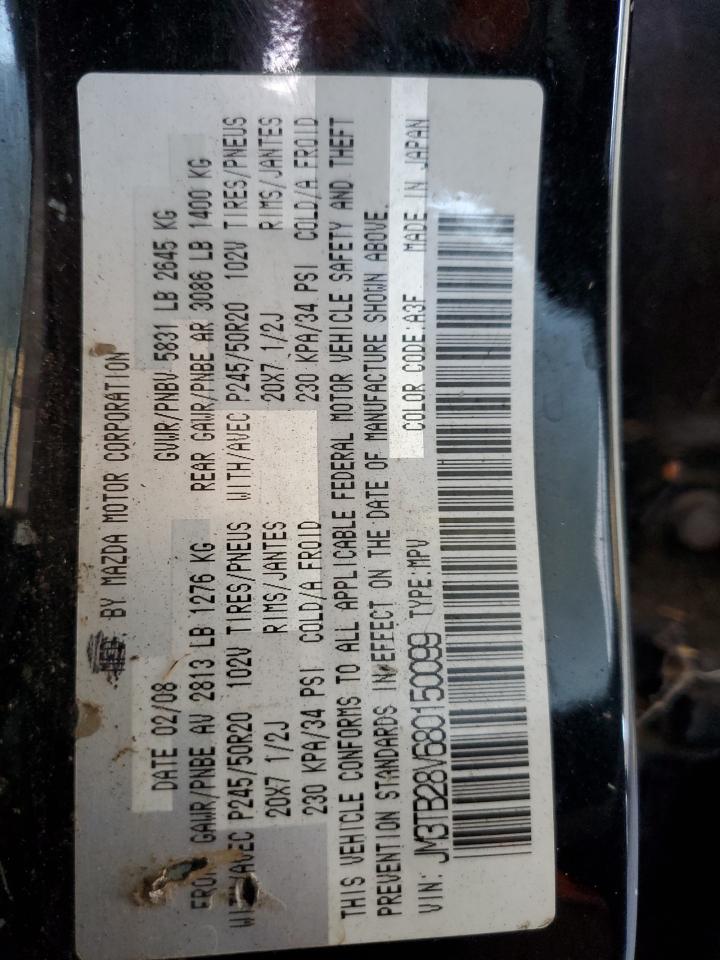 MFD. BY MAZDA MOTOR CORPORATION
DATE 02/08 GVWR/PNBV 5831 LB 2645 KG
FRONT GAWR/PNBE AV 2813 LB 1276 KG REAR GAWR/PNBE AR 3086 LB 1400 KG
WITH/AVEC P245/50R20 102V TIRES/PNEUS WITH/AVEC P245/50R20 102V TIRES/PNEUS
20X7 1/2J RIMS/JANTES 20X7 1/2J RIMS/JANTES
230 KPA/34 PSI COLD/A FROID 230 KPA/34 PSI COLD/A FROID
THIS VEHICLE CONFORMS TO ALL APPLICABLE FEDERAL MOTOR VEHICLE SAFETY AND THEFT
PREVENTION STANDARDS IN EFFECT ON THE DATE OF MANUFACTURE SHOWN ABOVE.
VIN: JM3TB28V680150099 TYPE:MPV COLOR CODE:A3F MADE IN JAPAN